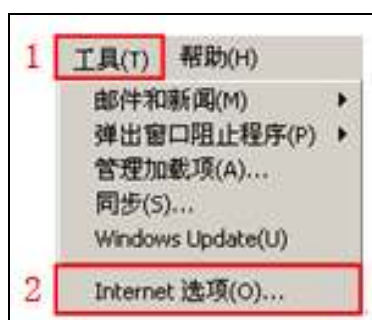 1 工具(T) 帮助(H)
邮件和新闻(M)
弹出窗口阻止程序(P)
管理加载项(A)...
同步(S)...
Windows Update(U)
2 Internet 选项(O)...